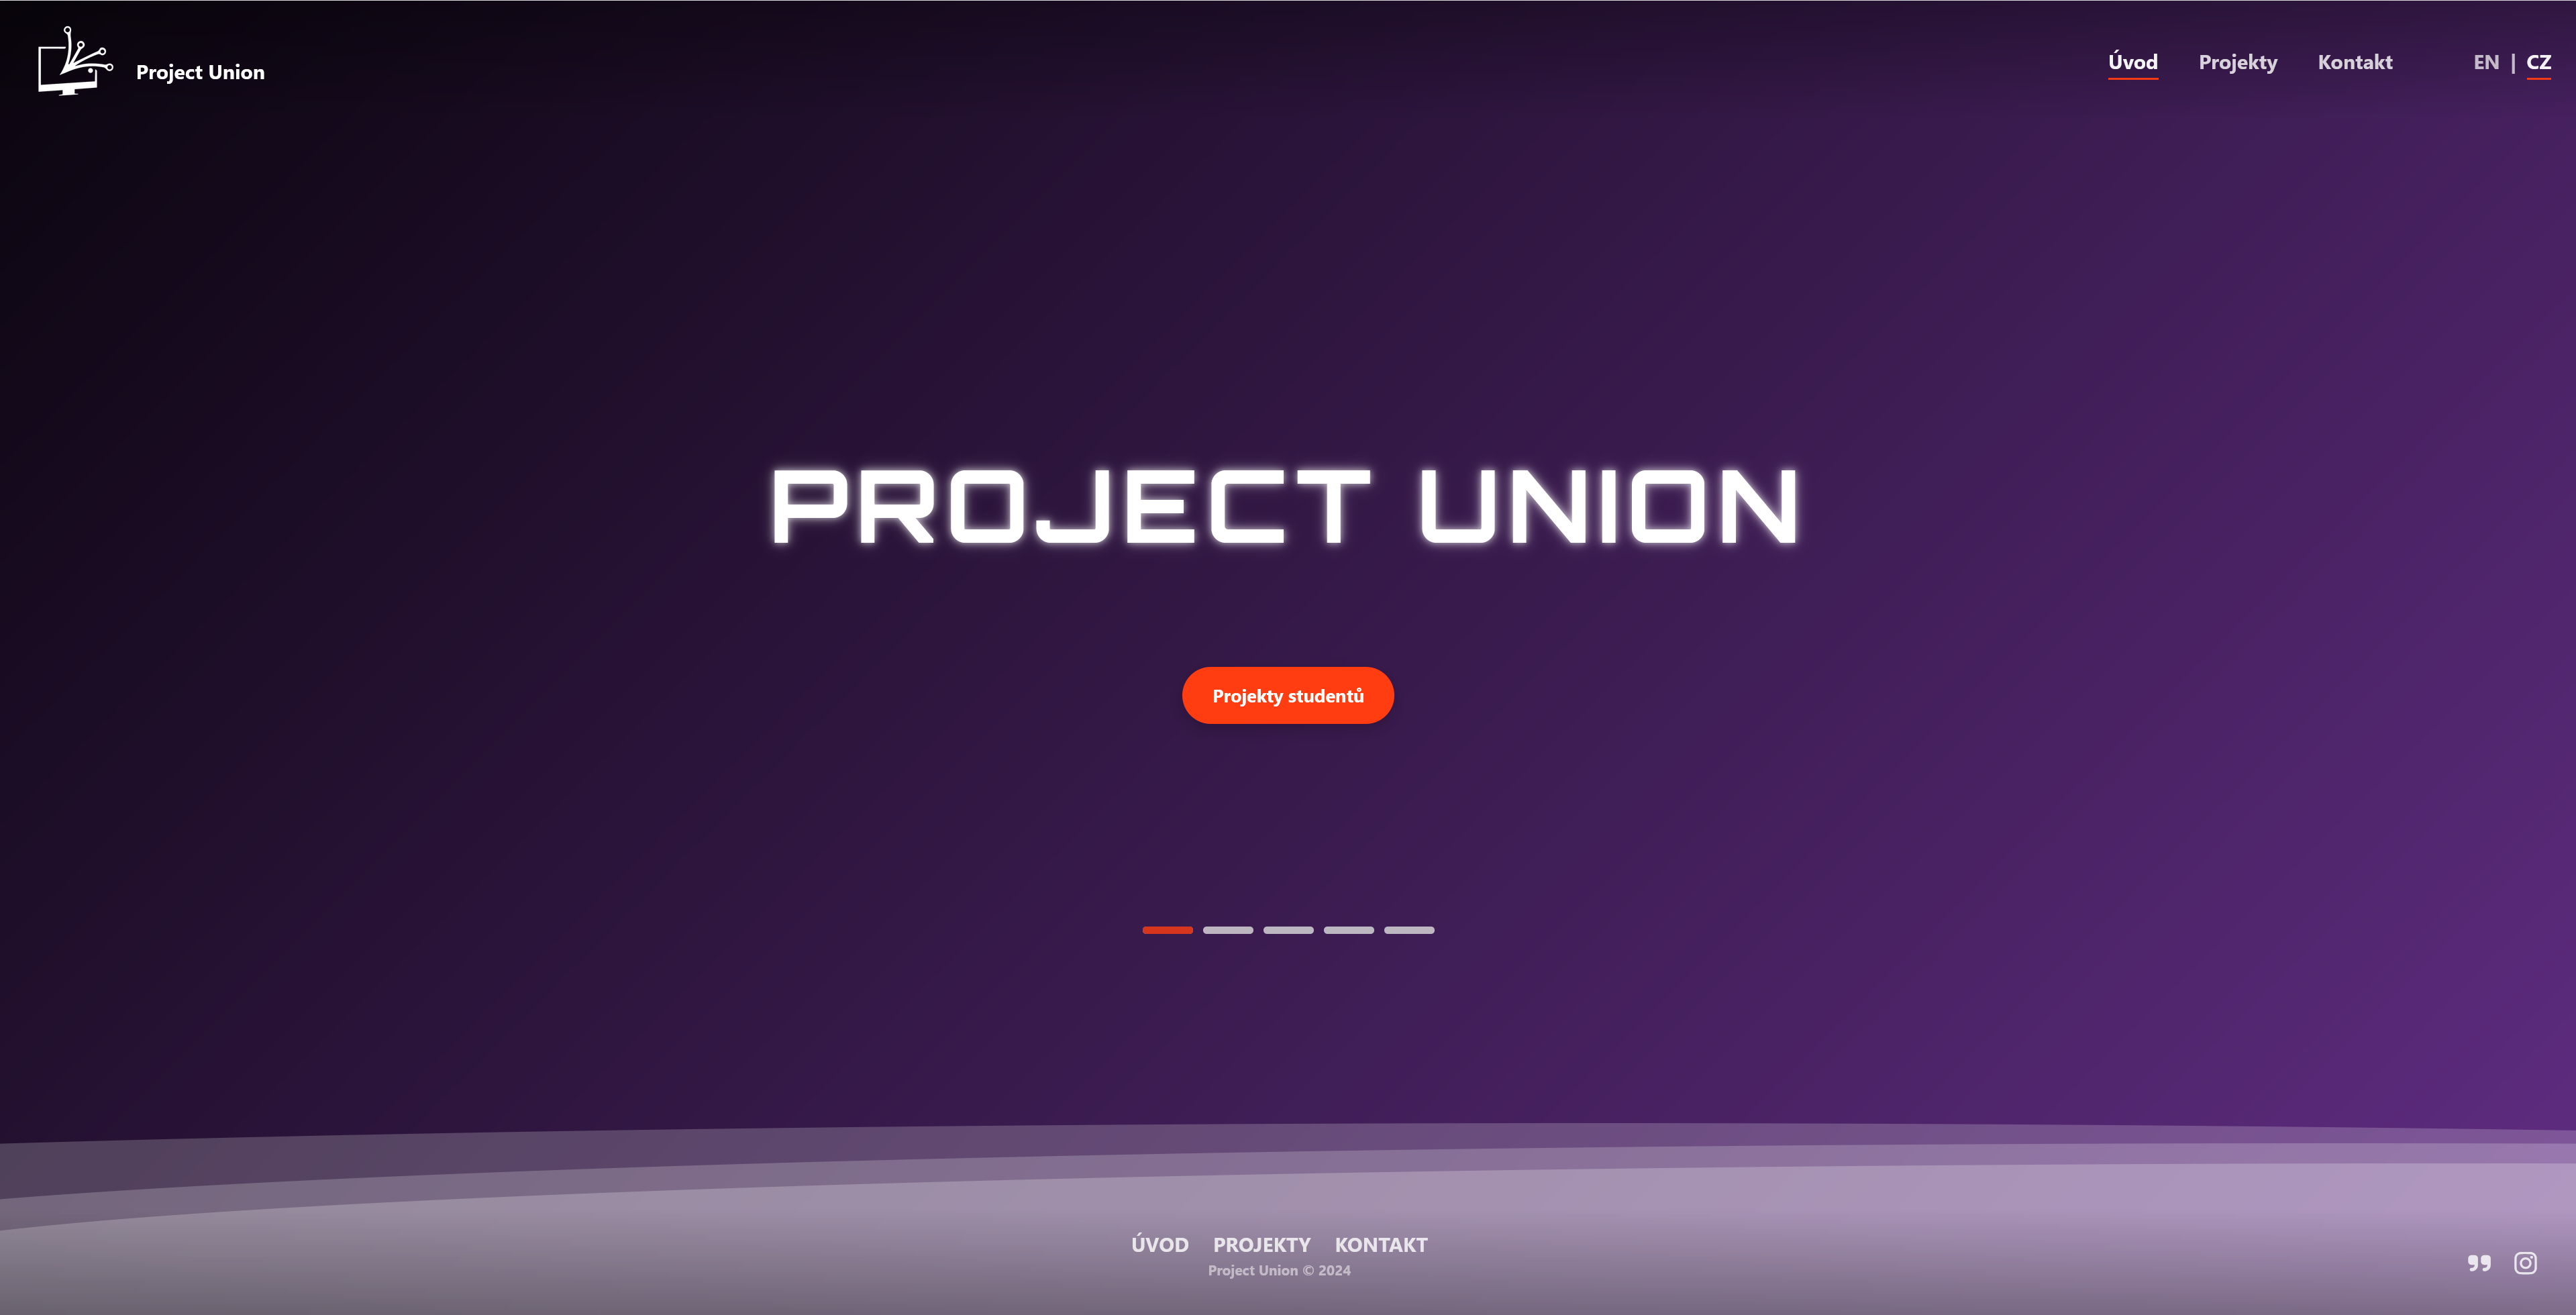 Project Union
Úvod Projekty Kontakt EN | CZ
PROJECT UNION
Projekty studentů
ÚVOD PROJEKTY KONTAKT
Project Union © 2024